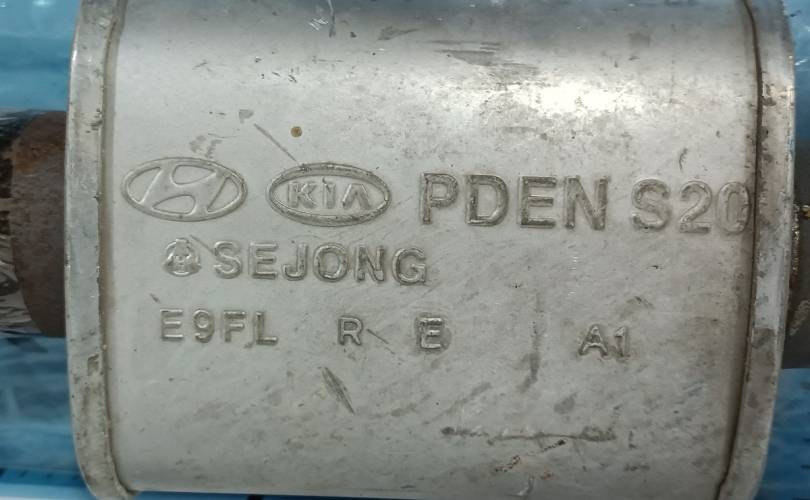 KIA PDEN S20
SEJONG
E9FL R E A1